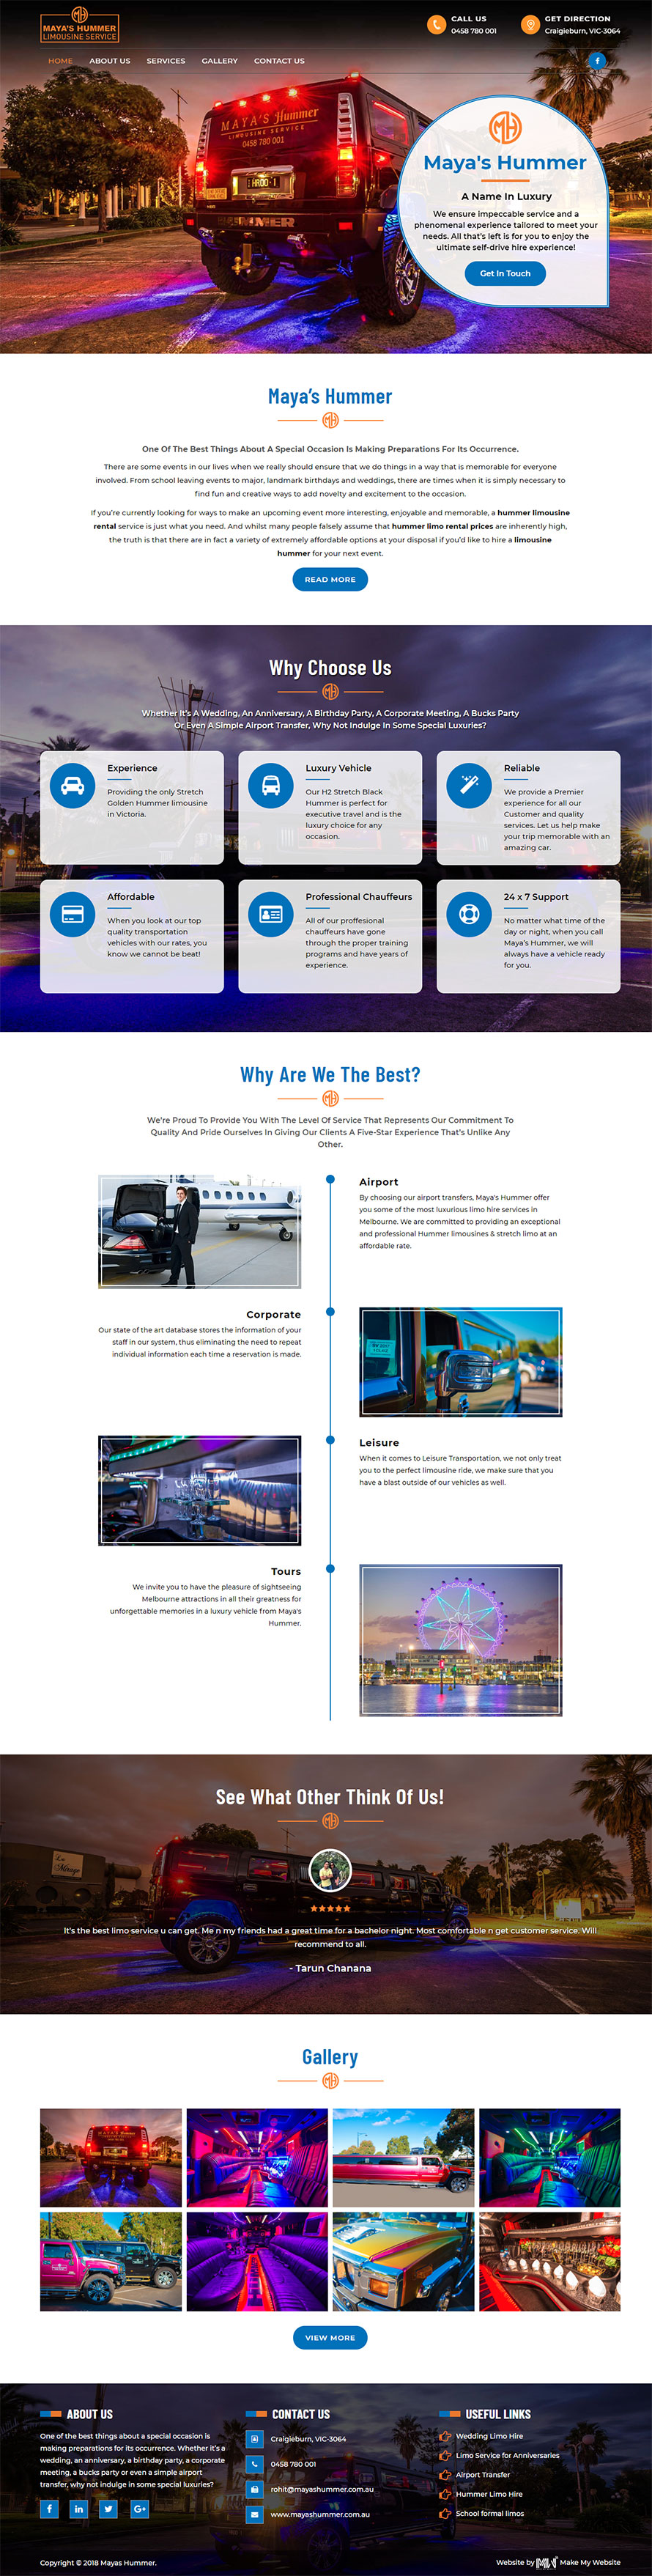 MAYA'S HUMMER
LIMOUSINE SERVICE
CALL US
0458 780 001
GET DIRECTION
Craigieburn, VIC-3064
HOME ABOUT US SERVICES GALLERY CONTACT US
MAYA'S Hummer
LIMOUSINE SERVICE
0458 780 001
HROO-1
HUMMER
MH
Maya's Hummer
A Name In Luxury
We ensure impeccable service and a
phenomenal experience tailored to meet your
needs. All that's left is for you to enjoy the
ultimate self-drive hire experience!
Get In Touch
Maya's Hummer
One Of The Best Things About A Special Occasion Is Making Preparations For Its Occurrence.
There are some events in our lives when we really should ensure that we do things in a way that is memorable for everyone
involved. From school leaving events to major, landmark birthdays and weddings, there are times when it is simply necessary to
find fun and creative ways to add novelty and excitement to the occasion.
If you're currently looking for ways to make an upcoming event more interesting, enjoyable and memorable, a hummer limousine
rental service is just what you need. And whilst many people falsely assume that hummer limo rental prices are inherently high,
the truth is that there are in fact a variety of extremely affordable options at your disposal if you'd like to hire a limousine
hummer for your next event.
READ MORE
Why Choose Us
Whether It's A Wedding, An Anniversary, A Birthday Party, A Corporate Meeting, A Bucks Party
Or Even A Simple Airport Transfer, Why Not Indulge In Some Special Luxuries?
Experience
Providing the only Stretch
Golden Hummer limousine
in Victoria.
Luxury Vehicle
Our H2 Stretch Black
Hummer is perfect for
executive travel and is the
luxury choice for any
occasion.
Reliable
We provide a Premier
experience for all our
Customer and quality
services. Let us help make
your trip memorable with an
amazing car.
Affordable
When you look at our top
quality transportation
vehicles with our rates, you
know we cannot be beat!
Professional Chauffeurs
All of our proffesional
chauffeurs have gone
through the proper training
programs and have years of
experience.
24 x 7 Support
No matter what time of the
day or night, when you call
Maya's Hummer, we will
always have a vehicle ready
for you.
Why Are We The Best?
We're Proud To Provide You With The Level Of Service That Represents Our Commitment To
Quality And Pride Ourselves In Giving Our Clients A Five-Star Experience That's Unlike Any
Other.
Airport
By choosing our airport transfers, Maya's Hummer offer
you some of the most luxurious limo hire services in
Melbourne. We are committed to providing an exceptional
and professional Hummer limousines & stretch limo at an
affordable rate.
Corporate
Our state of the art database stores the information of your
staff in our system, thus eliminating the need to repeat
individual information each time a reservation is made.
Leisure
When it comes to Leisure Transportation, we not only treat
you to the perfect limousine ride, we make sure that you
have a blast outside of our vehicles as well.
Tours
We invite you to have the pleasure of sightseeing
Melbourne attractions in all their greatness for
unforgettable memories in a luxury vehicle from Maya's
Hummer.
See What Other Think Of Us!
It's the best limo service u can get. Me n my friends had a great time for a bachelor night. Most comfortable n get customer service. Will
recommend to all.
- Tarun Chanana
Gallery
VIEW MORE
ABOUT US
One of the best things about a special occasion is
making preparations for its occurrence. Whether it's a
wedding, an anniversary, a birthday party, a corporate
meeting, a bucks party or even a simple airport
transfer, why not indulge in some special luxuries?
CONTACT US
Craigieburn, VIC-3064
0458 780 001
rohit@mayashummer.com.au
www.mayashummer.com.au
USEFUL LINKS
Wedding Limo Hire
Limo Service for Anniversaries
Airport Transfer
Hummer Limo Hire
School formal limos
Copyright © 2018 Mayas Hummer.
Website by MMW Make My Website